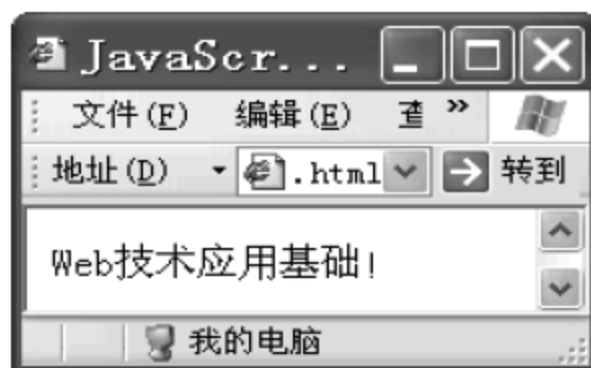 JavaScr...
文件(F) 编辑(E) 查 »
地址(D) .html 转到
Web技术应用基础!
我的电脑